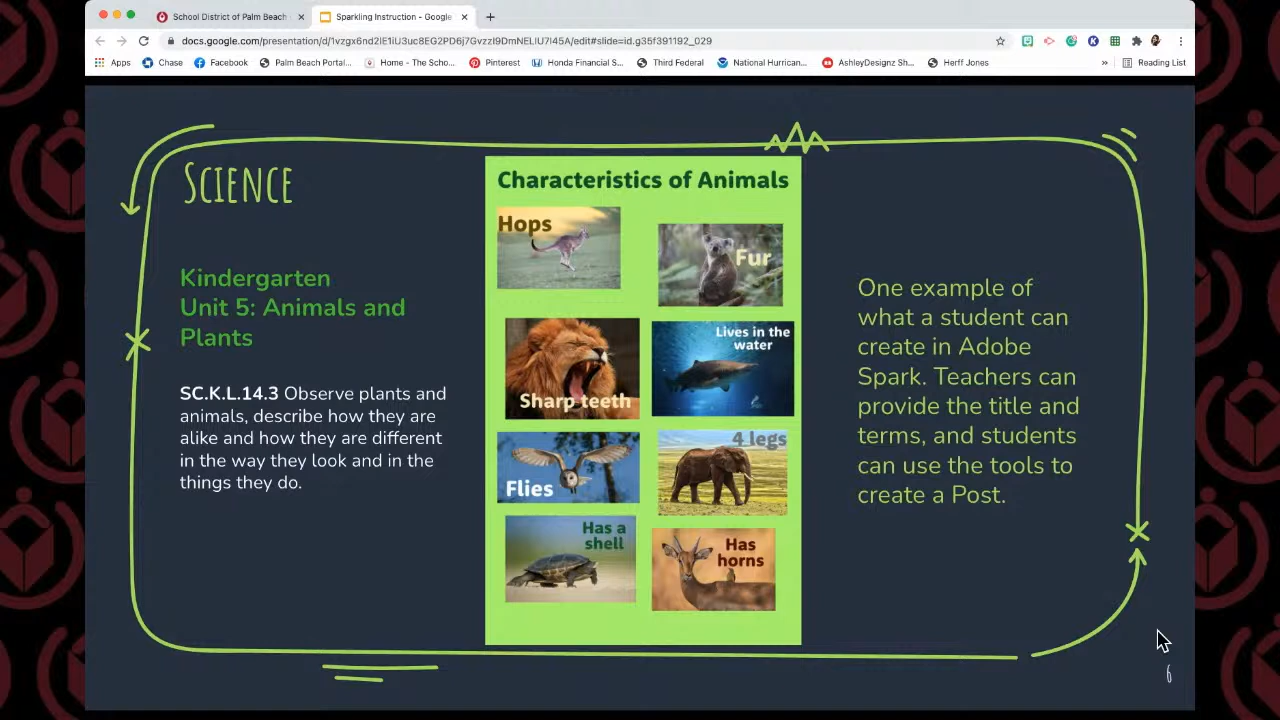 School District of Palm Beach
Sparkling Instruction - Google
docs.google.com/presentation/d/1vzgx6nd2IE1iU3uc8EG2PD6j7GvzzI9DmNELIU7I45A/edit#slide=id.g35f391192_029
Apps
Chase
Facebook
Palm Beach Portal...
Home - The Scho...
Pinterest
Honda Financial S...
Third Federal
National Hurrican...
AshleyDesignz Sh...
Herff Jones
»
Reading List
Science
Kindergarten
Unit 5: Animals and
Plants
SC.K.L.14.3 Observe plants and
animals, describe how they are
alike and how they are different
in the way they look and in the
things they do.
Characteristics of Animals
Hops
Fur
Sharp teeth
Lives in the
water
Flies
4 legs
Has a
shell
Has
horns
One example of
what a student can
create in Adobe
Spark. Teachers can
provide the title and
terms, and students
can use the tools to
create a Post.
6